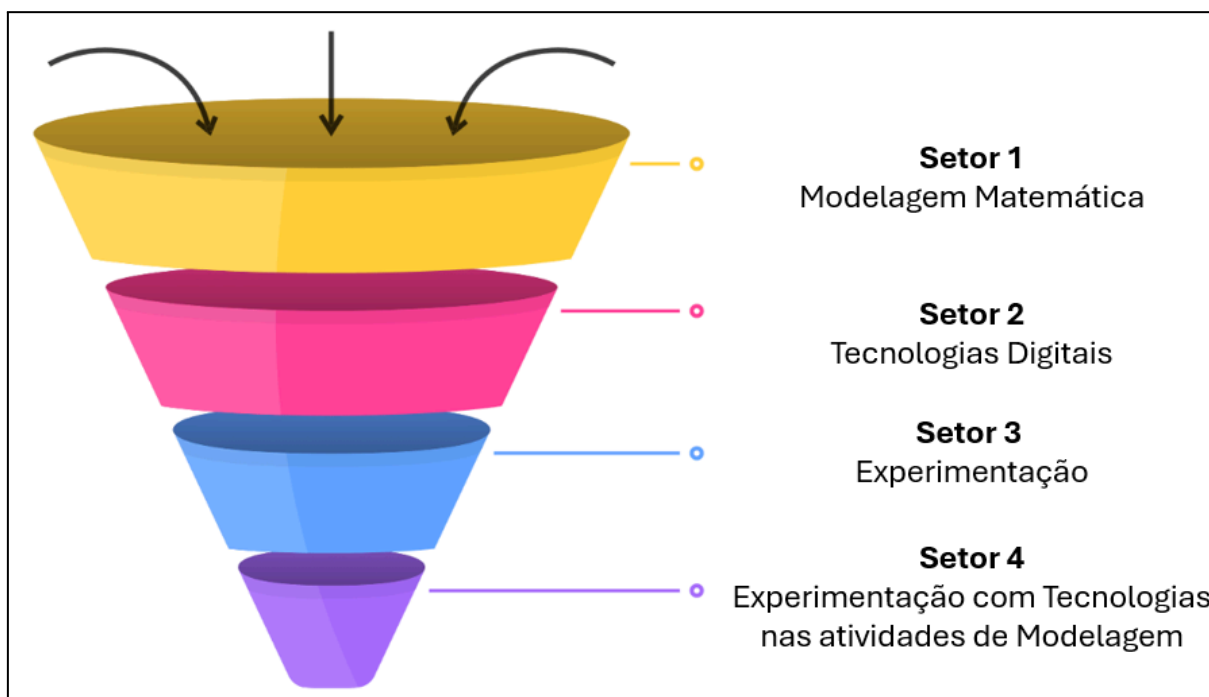 Setor 1
Modelagem Matemática
Setor 2
Tecnologias Digitais
Setor 3
Experimentação
Setor 4
Experimentação com Tecnologias
nas atividades de Modelagem